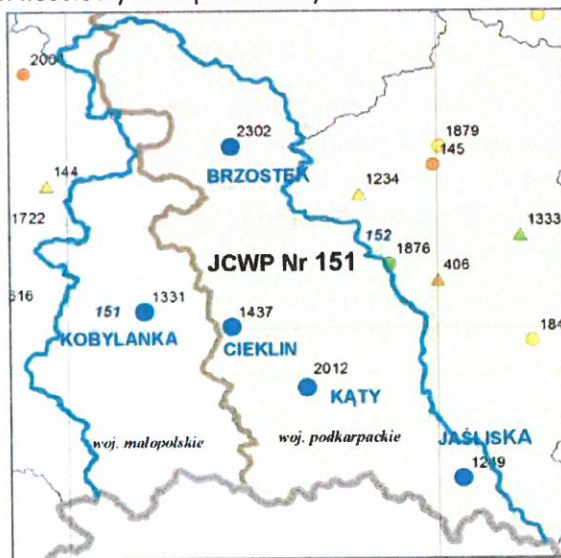 200
2302
BRZOSTEK
1879
145
144
1234
1722
1333
152
JCWP Nr 151
1876
406
516
151
1331
KOBYLANKA
1437
CIEKLIN
184
2012
KĄTY
woj. małopolskie
woj. podkarpackie
JAŚLISKA
1249